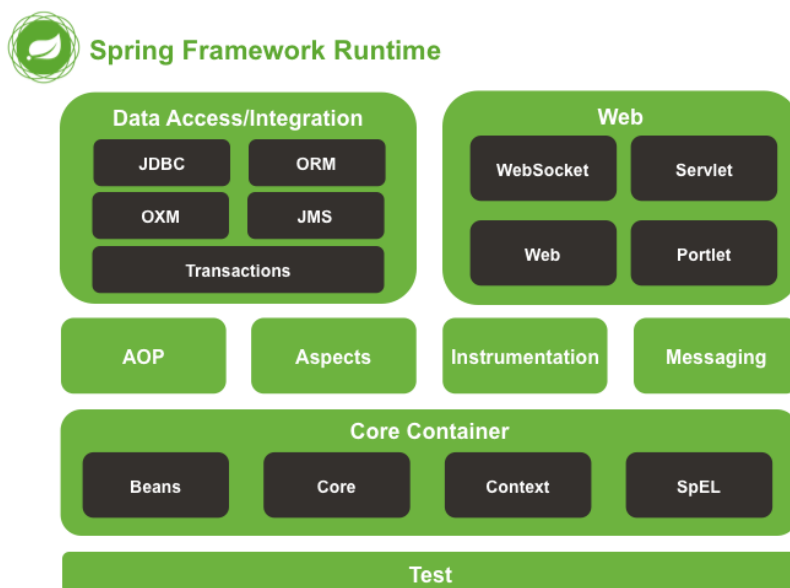 Spring Framework Runtime
Data Access/Integration
JDBC
ORM
OXM
JMS
Transactions
Web
WebSocket
Servlet
Web
Portlet
AOP
Aspects
Instrumentation
Messaging
Core Container
Beans
Core
Context
SpEL
Test